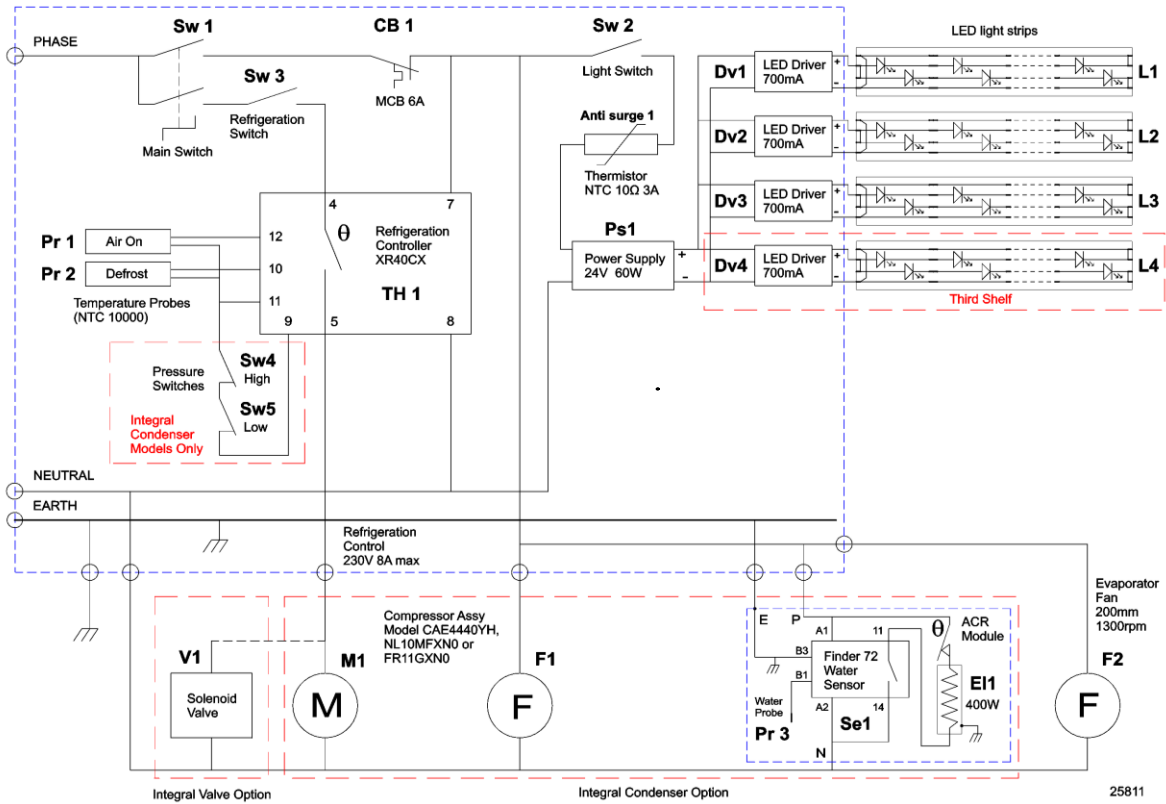 Sw 1
CB 1
Sw 2
LED light strips
PHASE
Sw 3
Light Switch
MCB 6A
Refrigeration
Switch
Main Switch
Anti surge 1
Thermistor
NTC 10Ω 3A
Dv1
LED Driver
700mA
+
-
L1
Dv2
LED Driver
700mA
+
-
L2
Dv3
LED Driver
700mA
+
-
L3
Dv4
LED Driver
700mA
+
-
L4
Third Shelf
Ps1
Power Supply
24V 60W
+
-
Pr 1
Air On
Pr 2
Defrost
Temperature Probes
(NTC 10000)
4
7
12
10
11
9
5
8
θ
Refrigeration
Controller
XR40CX
TH 1
Pressure
Switches
Sw4
High
Sw5
Low
Integral
Condenser
Models Only
NEUTRAL
EARTH
Refrigeration
Control
230V 8A max
Compressor Assy
Model CAE4440YH,
NL10MFXN0 or
FR11GXN0
V1
Solenoid
Valve
M1
M
F1
F
E
P
A1
11
θ
ACR
Module
B3
B1
Finder 72
Water
Sensor
Water
Probe
Pr 3
A2
14
Se1
N
El1
400W
Evaporator
Fan
200mm
1300rpm
F2
F
Integral Valve Option
Integral Condenser Option
25811